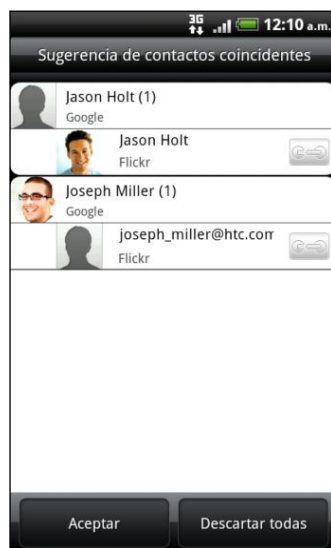 3G 12:10 a.m.
Sugerencia de contactos coincidentes
Jason Holt (1)
Google
Jason Holt
Flickr
Joseph Miller (1)
Google
joseph_miller@htc.com
Flickr
Aceptar
Descartar todas